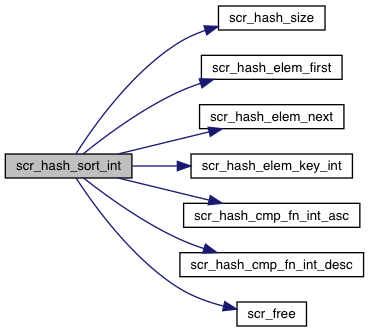 scr_hash_size
scr_hash_elem_first
scr_hash_elem_next
scr_hash_sort_int
scr_hash_elem_key_int
scr_hash_cmp_fn_int_asc
scr_hash_cmp_fn_int_desc
scr_free